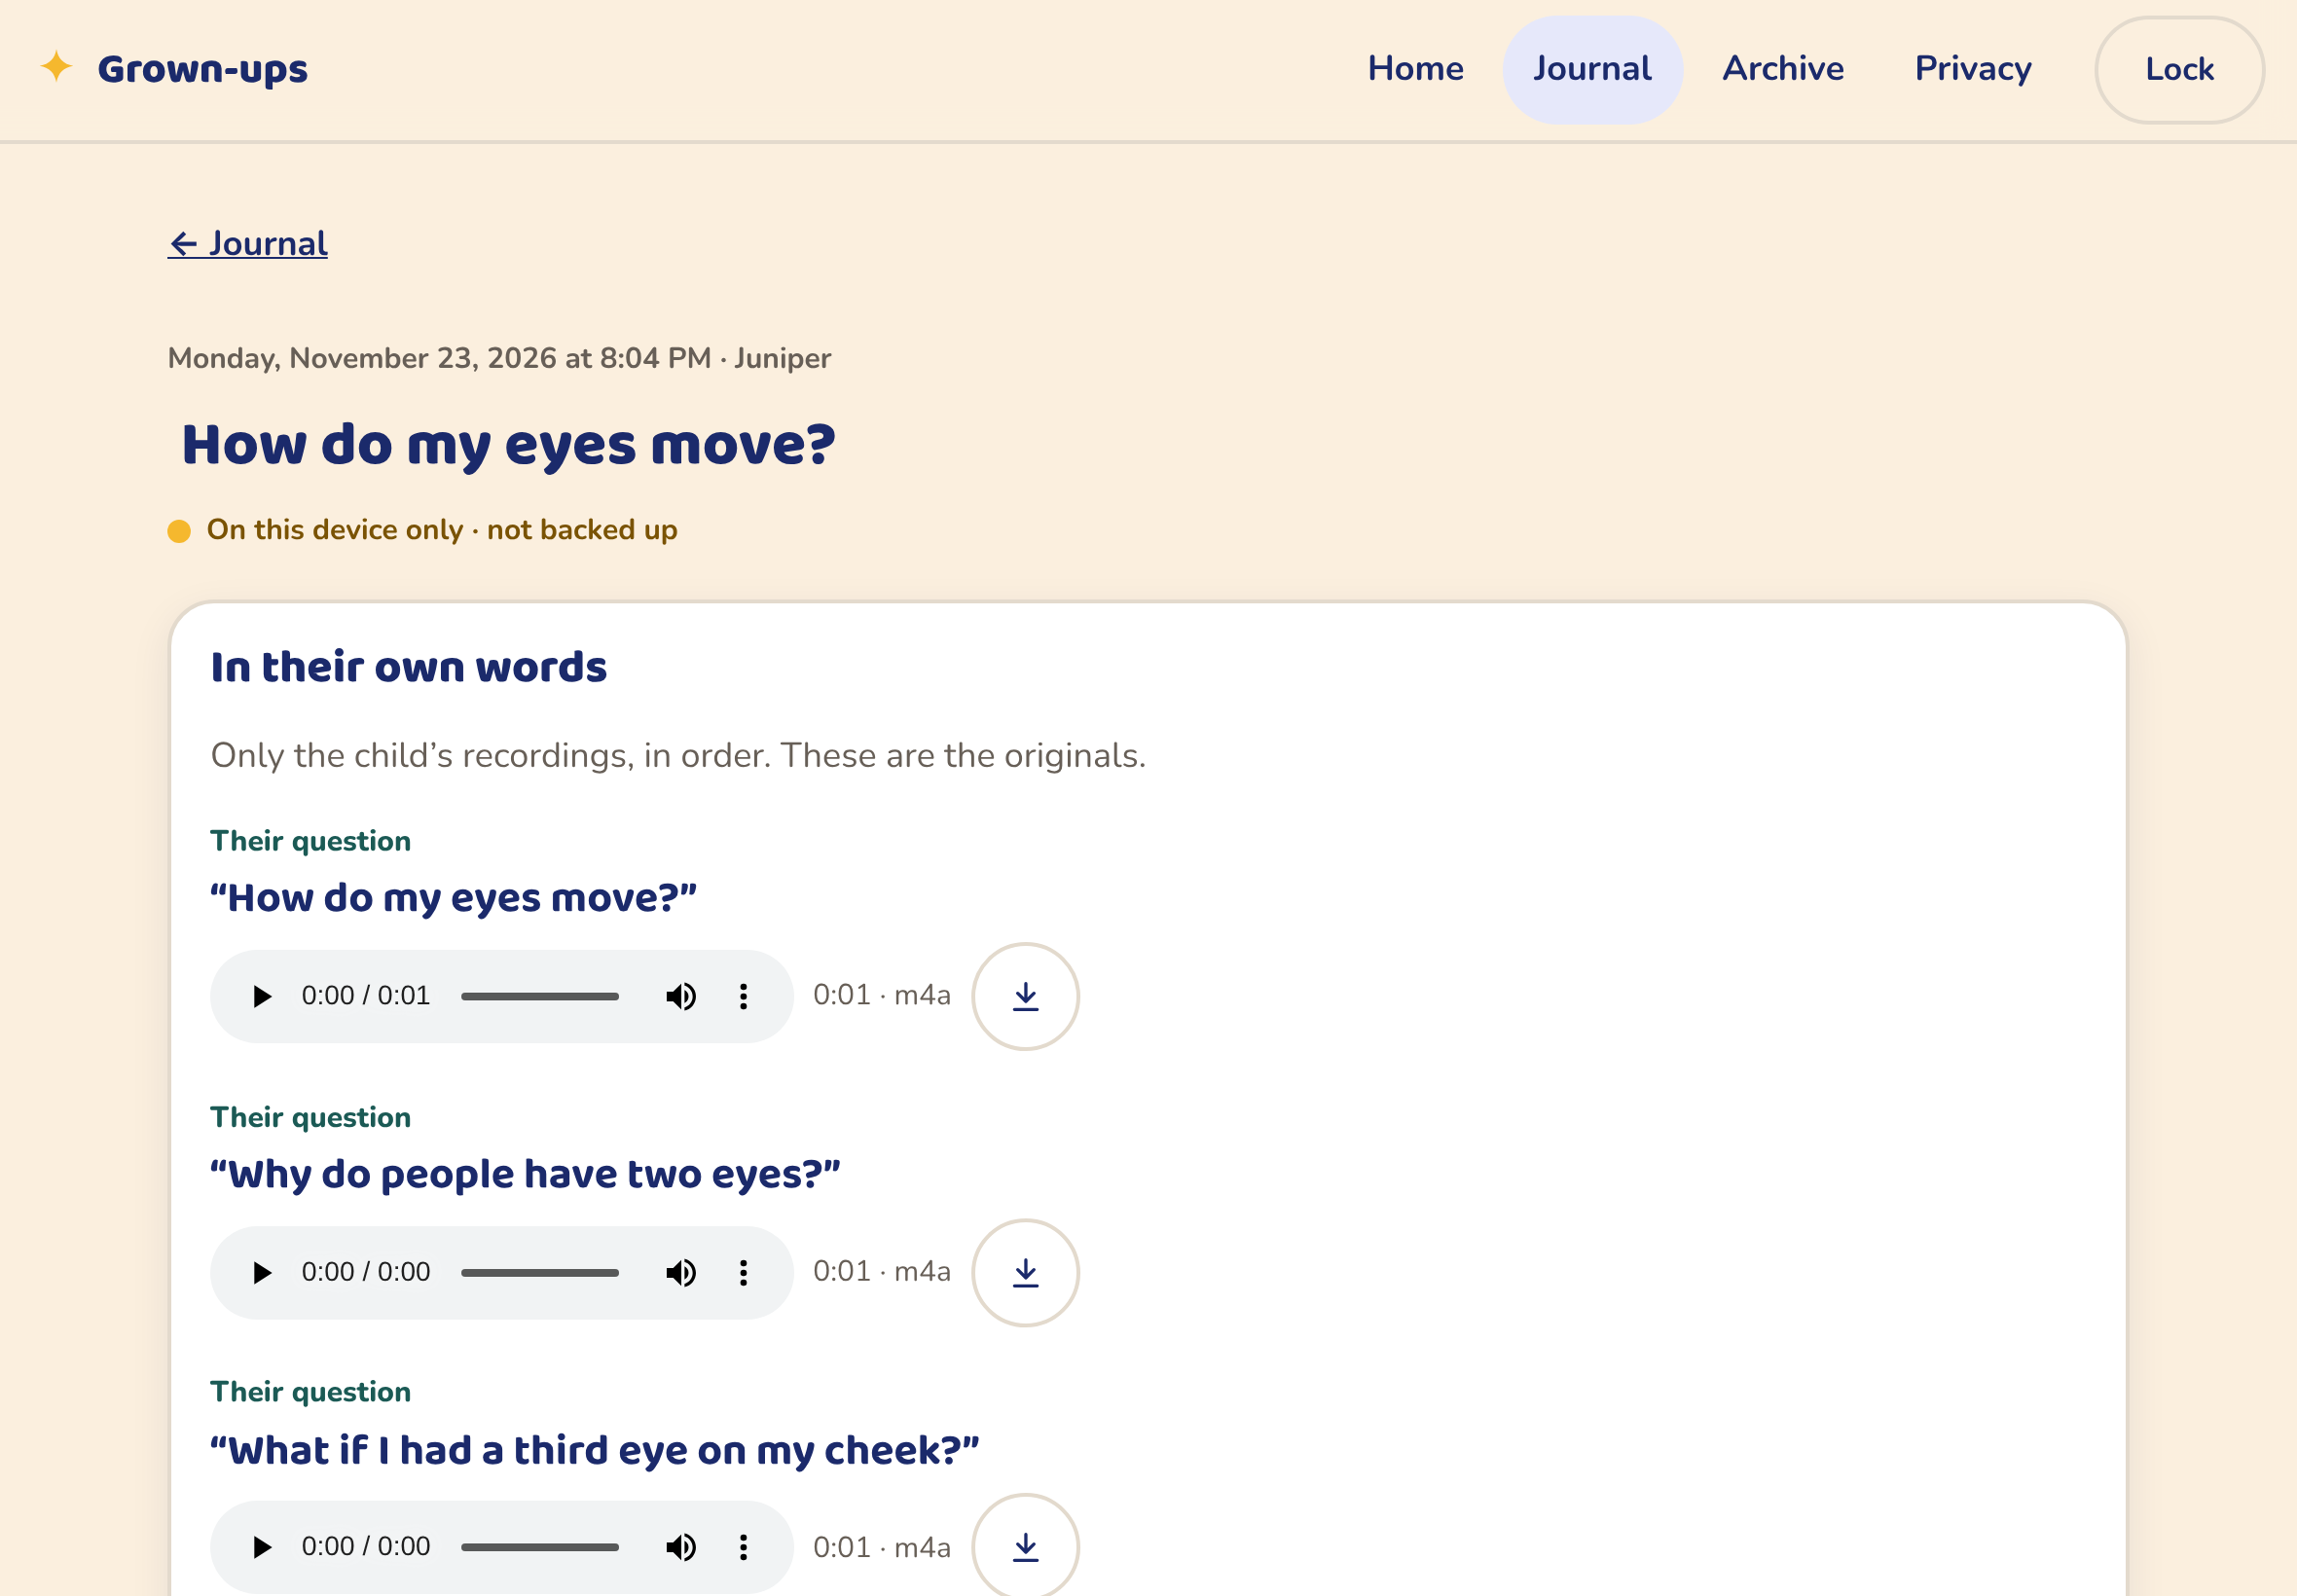 Grown-ups
Home
Journal
Archive
Privacy
Lock
← Journal
Monday, November 23, 2026 at 8:04 PM · Juniper
How do my eyes move?
On this device only · not backed up
In their own words
Only the child’s recordings, in order. These are the originals.
Their question
“How do my eyes move?”
0:00 / 0:01
0:01 · m4a
Their question
“Why do people have two eyes?”
0:00 / 0:00
0:01 · m4a
Their question
“What if I had a third eye on my cheek?”
0:00 / 0:00
0:01 · m4a